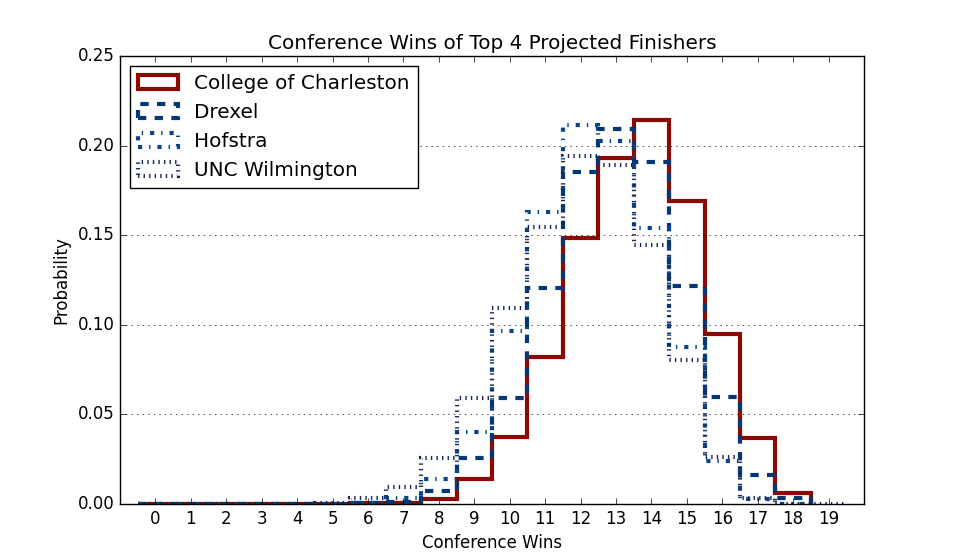 Conference Wins of Top 4 Projected Finishers
0.25
College of Charleston
Drexel
Hofstra
UNC Wilmington
0.20
0.15
Probability
0.10
0.05
0.00
0 1 2 3 4 5 6 7 8 9 10 11 12 13 14 15 16 17 18 19
Conference Wins